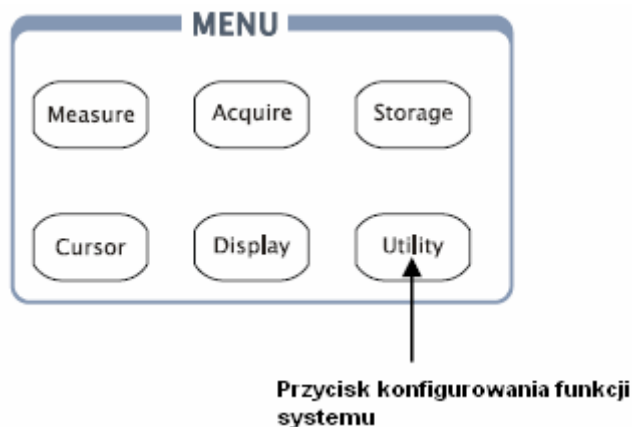 MENU
Measure Acquire Storage
Cursor Display Utility
Przycisk konfigurowania funkcji
systemu